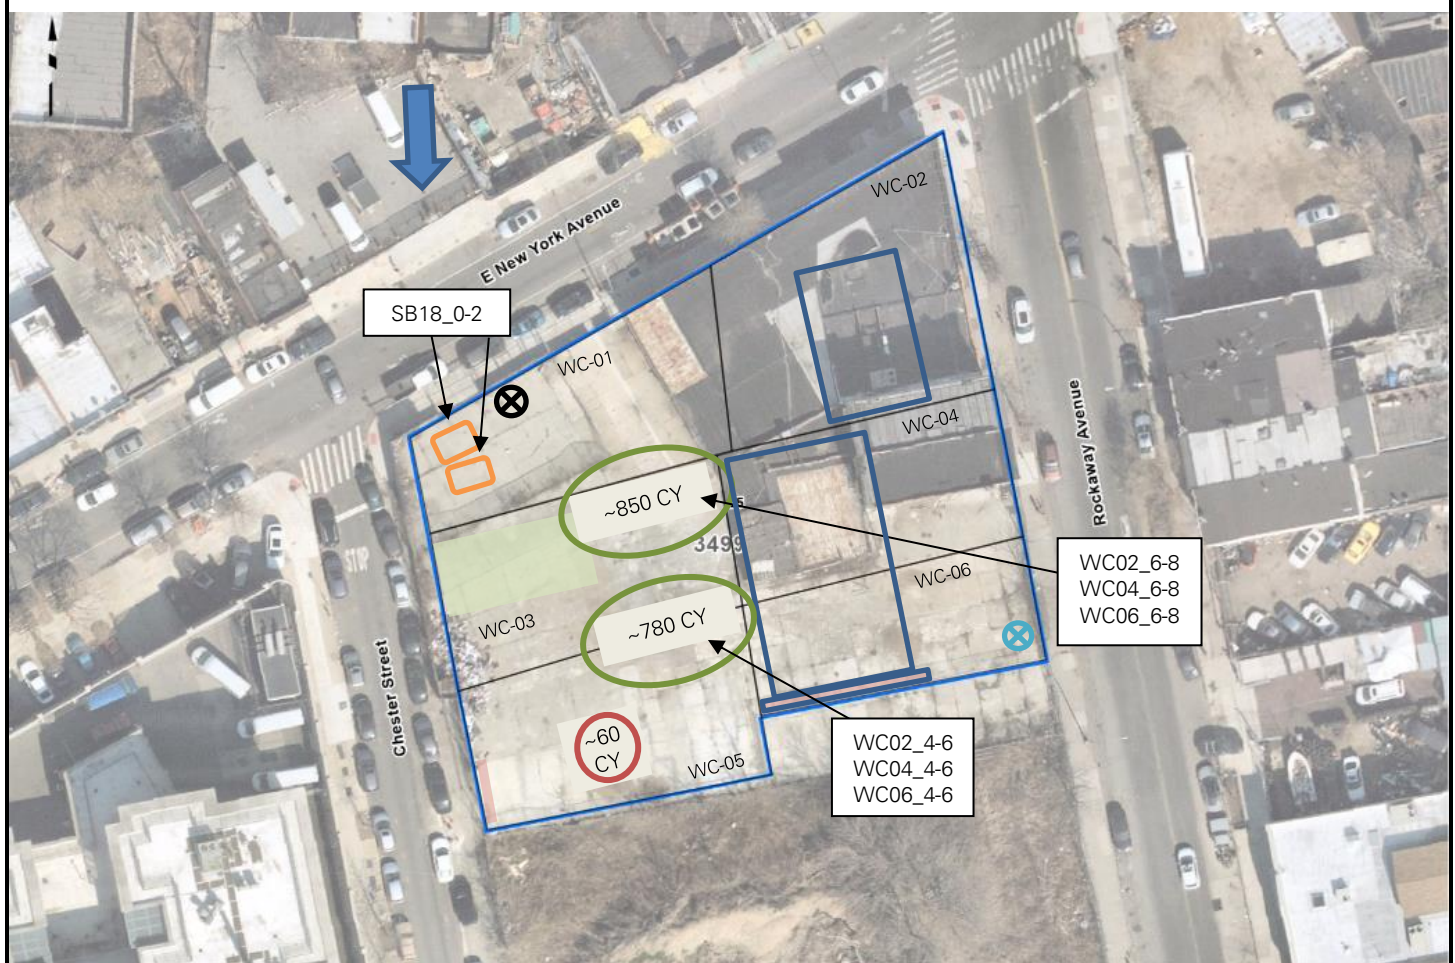 WC-02
E New York Avenue
SB18_0-2
WC-01
WC-04
Rockaway Avenue
~850 CY
3499
WC02_6-8
WC04_6-8
WC06_6-8
WC-06
STOP
WC-03
~780 CY
Chester Street
~60
CY
WC-05
WC02_4-6
WC04_4-6
WC06_4-6